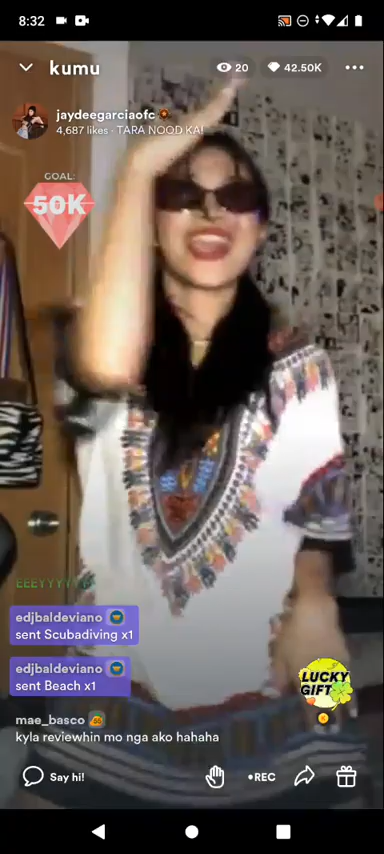 8:32
kumu
20
42.50K
jaydeegarciaofc
4,687 likes · TARA NOOD KA!
GOAL:
50K
edjbaldeviano
sent Scubadiving x1
edjbaldeviano
sent Beach x1
LUCKY
GIFT
mae_basco
kyla reviewhin mo nga ako hahaha
Say hi!
•REC